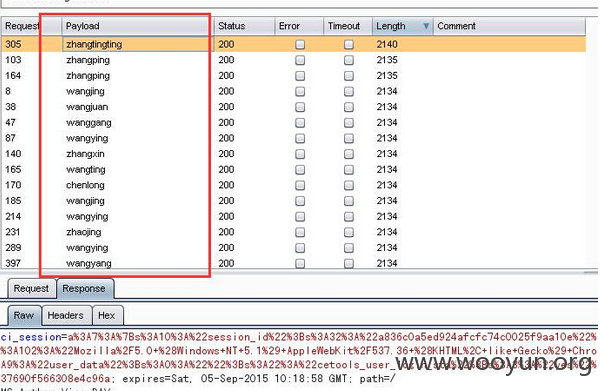 Request Payload Status Error Timeout Length Comment
305 zhangtingting 200 2140
103 zhangping 200 2135
164 zhangping 200 2135
8 wangjing 200 2134
38 wangjuan 200 2134
47 wanggang 200 2134
87 wangying 200 2134
140 zhangxin 200 2134
165 wangting 200 2134
170 chenlong 200 2134
185 wangjing 200 2134
214 wangying 200 2134
231 zhaojing 200 2134
289 wangying 200 2134
397 wangyang 200 2134
Request Response
Raw Headers Hex
ci_session=a%3A7%3A%7Bs%3A10%3A%22session_id%22%3Bs%3A32%3A%22a836c0a5ed924afcfc74c0025f9aa10e%22%
%3A102%3A%22Mozilla%2F5.0+%28Windows+NT+5.1%29+AppleWebKit%2F537.36+%28KHTML%2C+like+Gecko%29+Chro
A9%3A%22user_data%22%3Bs%3A0%3A%22%22%3Bs%3A22%3A%22cetools_user_
www.wooyun.org
37690f566308e4c96a; expires=Sat, 05-Sep-2015 10:18:58 GMT; path=/